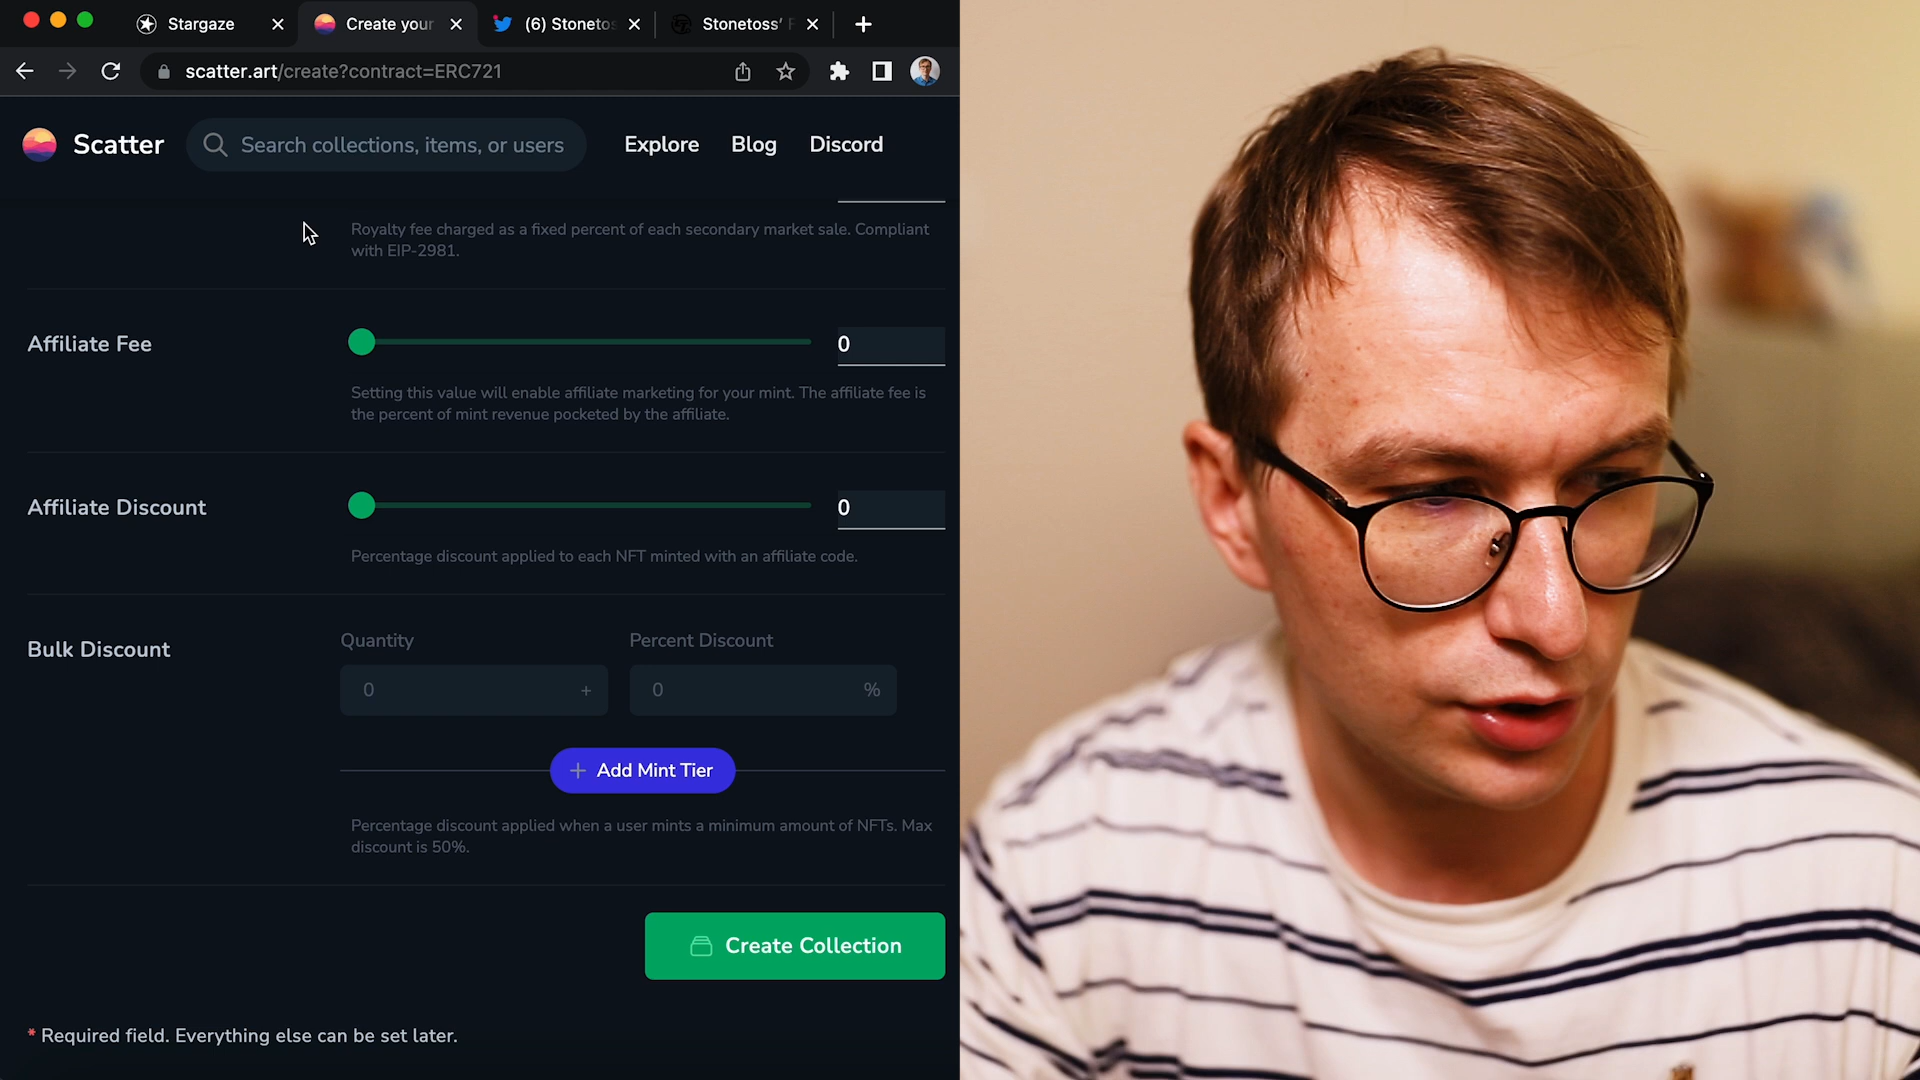 Stargaze
Create your
(6) Stonetos
Stonetoss'
scatter.art/create?contract=ERC721
Scatter
Search collections, items, or users
Explore
Blog
Discord
Royalty fee charged as a fixed percent of each secondary market sale. Compliant
with EIP-2981.
Affiliate Fee
0
Setting this value will enable affiliate marketing for your mint. The affiliate fee is
the percent of mint revenue pocketed by the affiliate.
Affiliate Discount
0
Percentage discount applied to each NFT minted with an affiliate code.
Bulk Discount
Quantity
Percent Discount
0 +
0 %
+ Add Mint Tier
Percentage discount applied when a user mints a minimum amount of NFTs. Max
discount is 50%.
Create Collection
* Required field. Everything else can be set later.